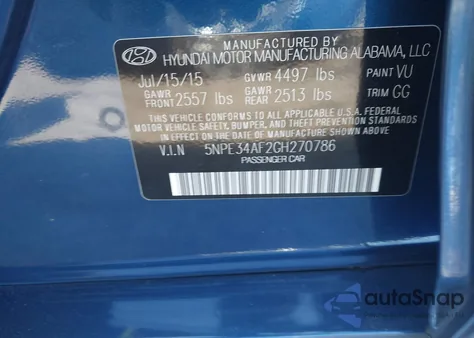 MANUFACTURED BY
HYUNDAI MOTOR MANUFACTURING ALABAMA, LLC
Jul/15/15 GVWR 4497 lbs PAINT VU
GAWR FRONT 2557 lbs GAWR REAR 2513 lbs TRIM GG
THIS VEHICLE CONFORMS TO ALL APPLICABLE U.S.A FEDERAL MOTOR
VEHICLE SAFETY, BUMPER, AND THEFT PREVENTION STANDARDS IN
EFFECT ON THE DATE OF MANUFACTURE SHOWN ABOVE.
V.I.N 5NPE34AF2GH270786
PASSENGER CAR
autoSnap